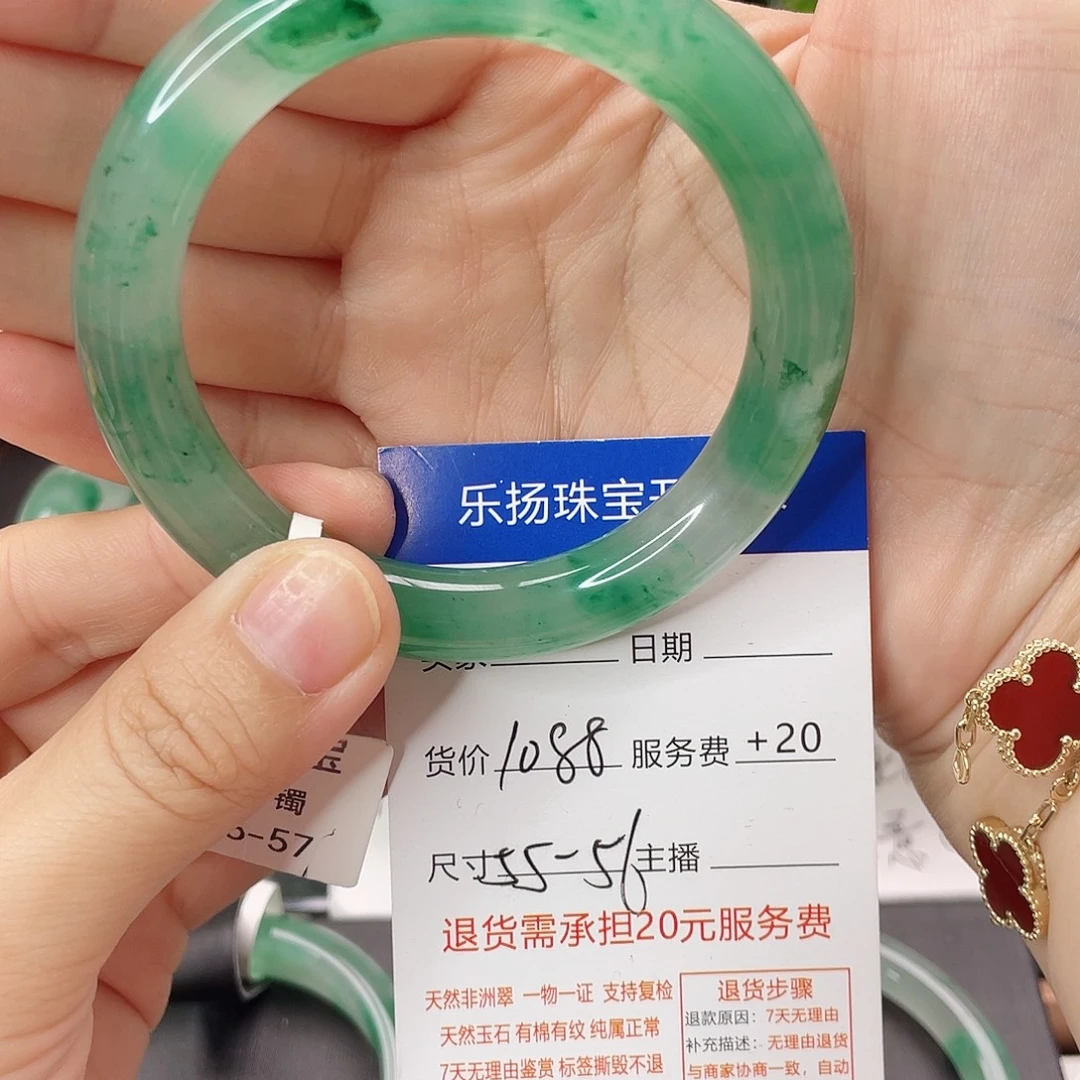 乐扬珠宝
日期
货价 1088 服务费 +20
尺寸 55-56 主播
退货需承担20元服务费
天然非洲翠 一物一证 支持复检
天然玉石 有棉有纹 纯属正常
7天无理由鉴赏 标签撕毁不退
退货步骤
退款原因：7天无理由
补充描述：无理由退货
与商家协商一致，自动
镯
-57